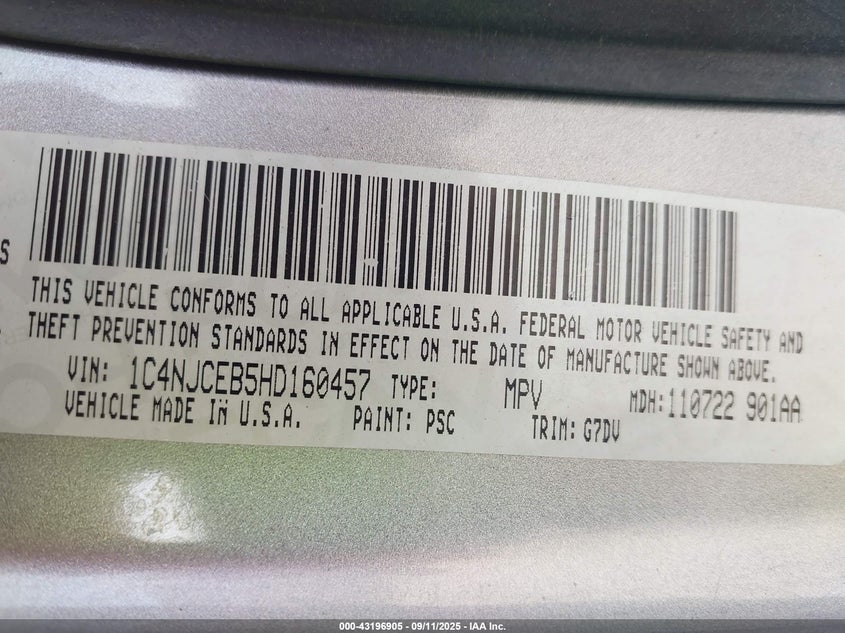 S
THIS VEHICLE CONFORMS TO ALL APPLICABLE U.S.A. FEDERAL MOTOR VEHICLE SAFETY AND
THEFT PREVENTION STANDARDS IN EFFECT ON THE DATE OF MANUFACTURE SHOWN ABOVE.
VIN: 1C4NJCEB5HD160457 TYPE: MPV MDH: 110722 901AA
VEHICLE MADE IN U.S.A. PAINT: PSC TRIM: G7DV
000-43196905 - 09/11/2025 - IAA Inc.